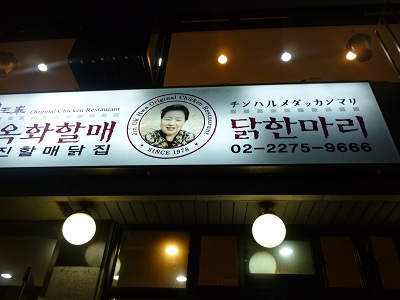 Original Chicken Restaurant
옥화할매
진할매닭집
Jin Ok Hwa Original Chicken Restaurant
SINCE 1978
チンハルメダッカンマリ
닭한마리
02-2275-9666